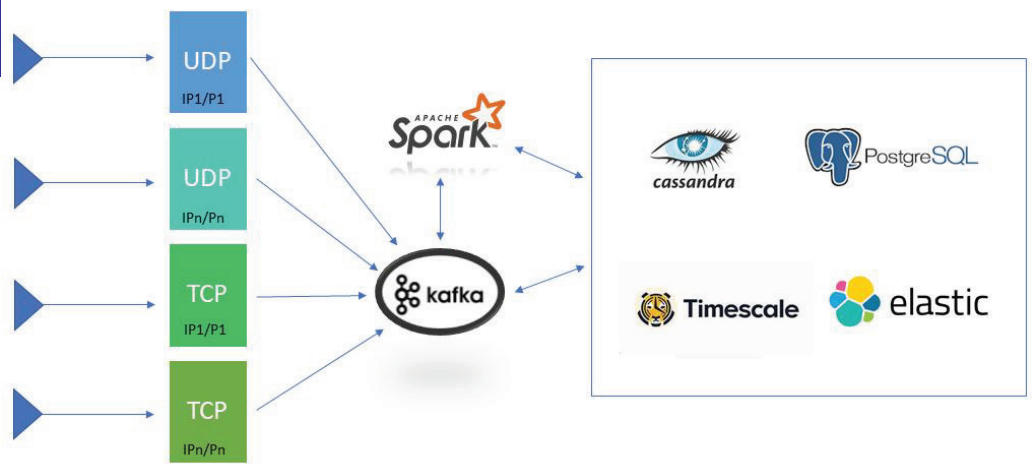 UDP
IP1/P1
UDP
IPn/Pn
TCP
IP1/P1
TCP
IPn/Pn
APACHE
Spark
kafka
cassandra
PostgreSQL
Timescale
elastic